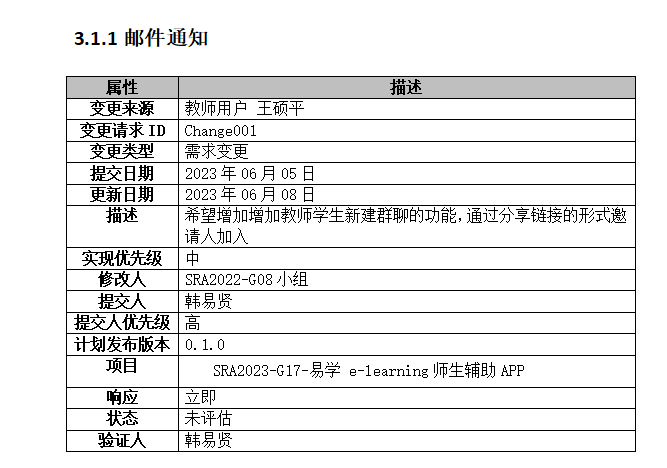 3.1.1 邮件通知
属性 描述
变更来源 教师用户 王硕平
变更请求 ID Change001
变更类型 需求变更
提交日期 2023 年 06 月 05 日
更新日期 2023 年 06 月 08 日
描述 希望增加增加教师学生新建群聊的功能，通过分享链接的形式邀
请人加入
实现优先级 中
修改人 SRA2022-G08 小组
提交人 韩易贤
提交人优先级 高
计划发布版本 0.1.0
项目 SRA2023-G17-易学 e-learning 师生辅助 APP
响应 立即
状态 未评估
验证人 韩易贤